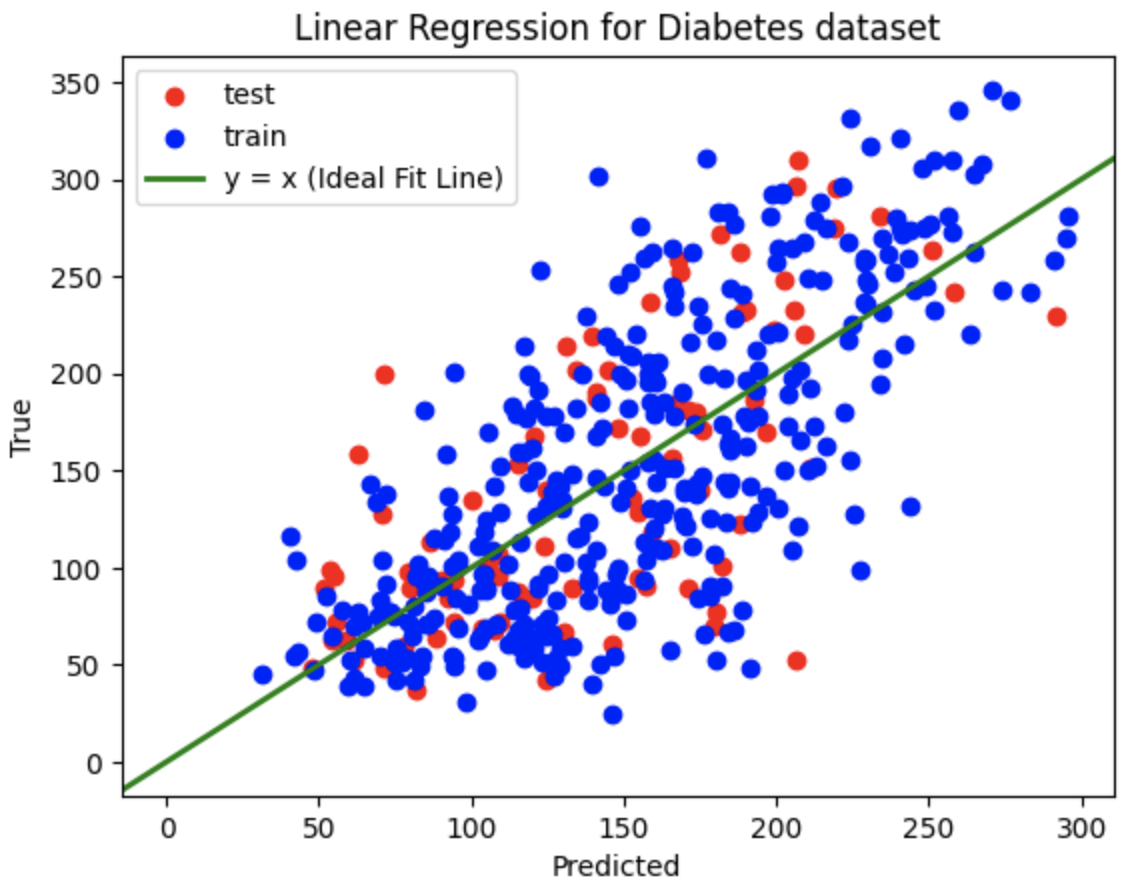 Linear Regression for Diabetes dataset
350
300
250
200
150
100
50
0
True
test
train
y = x (Ideal Fit Line)
0 50 100 150 200 250 300
Predicted